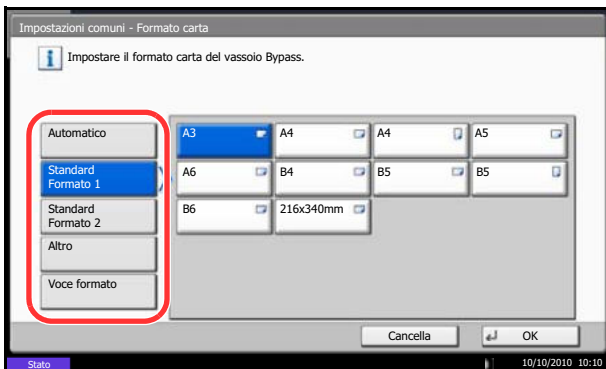 Impostazioni comuni - Formato carta
Impostare il formato carta del vassoio Bypass.
Automatico
Standard
Formato 1
Standard
Formato 2
Altro
Voce formato
A3 A4 A4 A5
A6 B4 B5 B5
B6 216x340mm
Cancella OK
Stato 10/10/2010 10:10